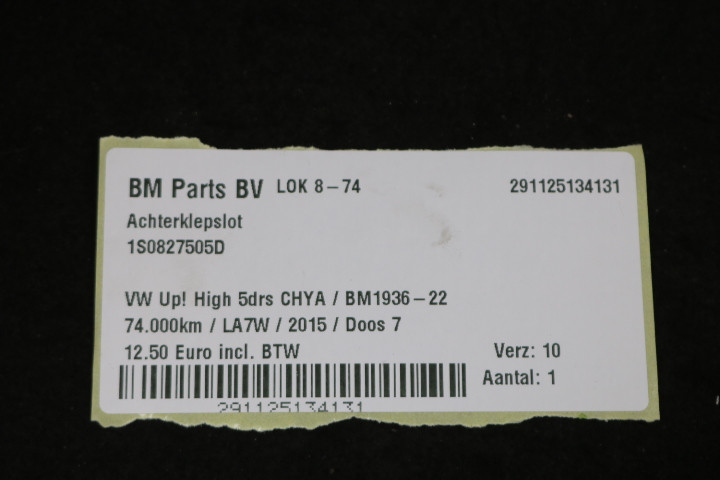 BM Parts BV LOK 8-74 291125134131
Achterklepslot
1S0827505D
VW Up! High 5drs CHYA / BM1936-22
74.000km / LA7W / 2015 / Doos 7
12.50 Euro incl. BTW Verz: 10
Aantal: 1
291125134131